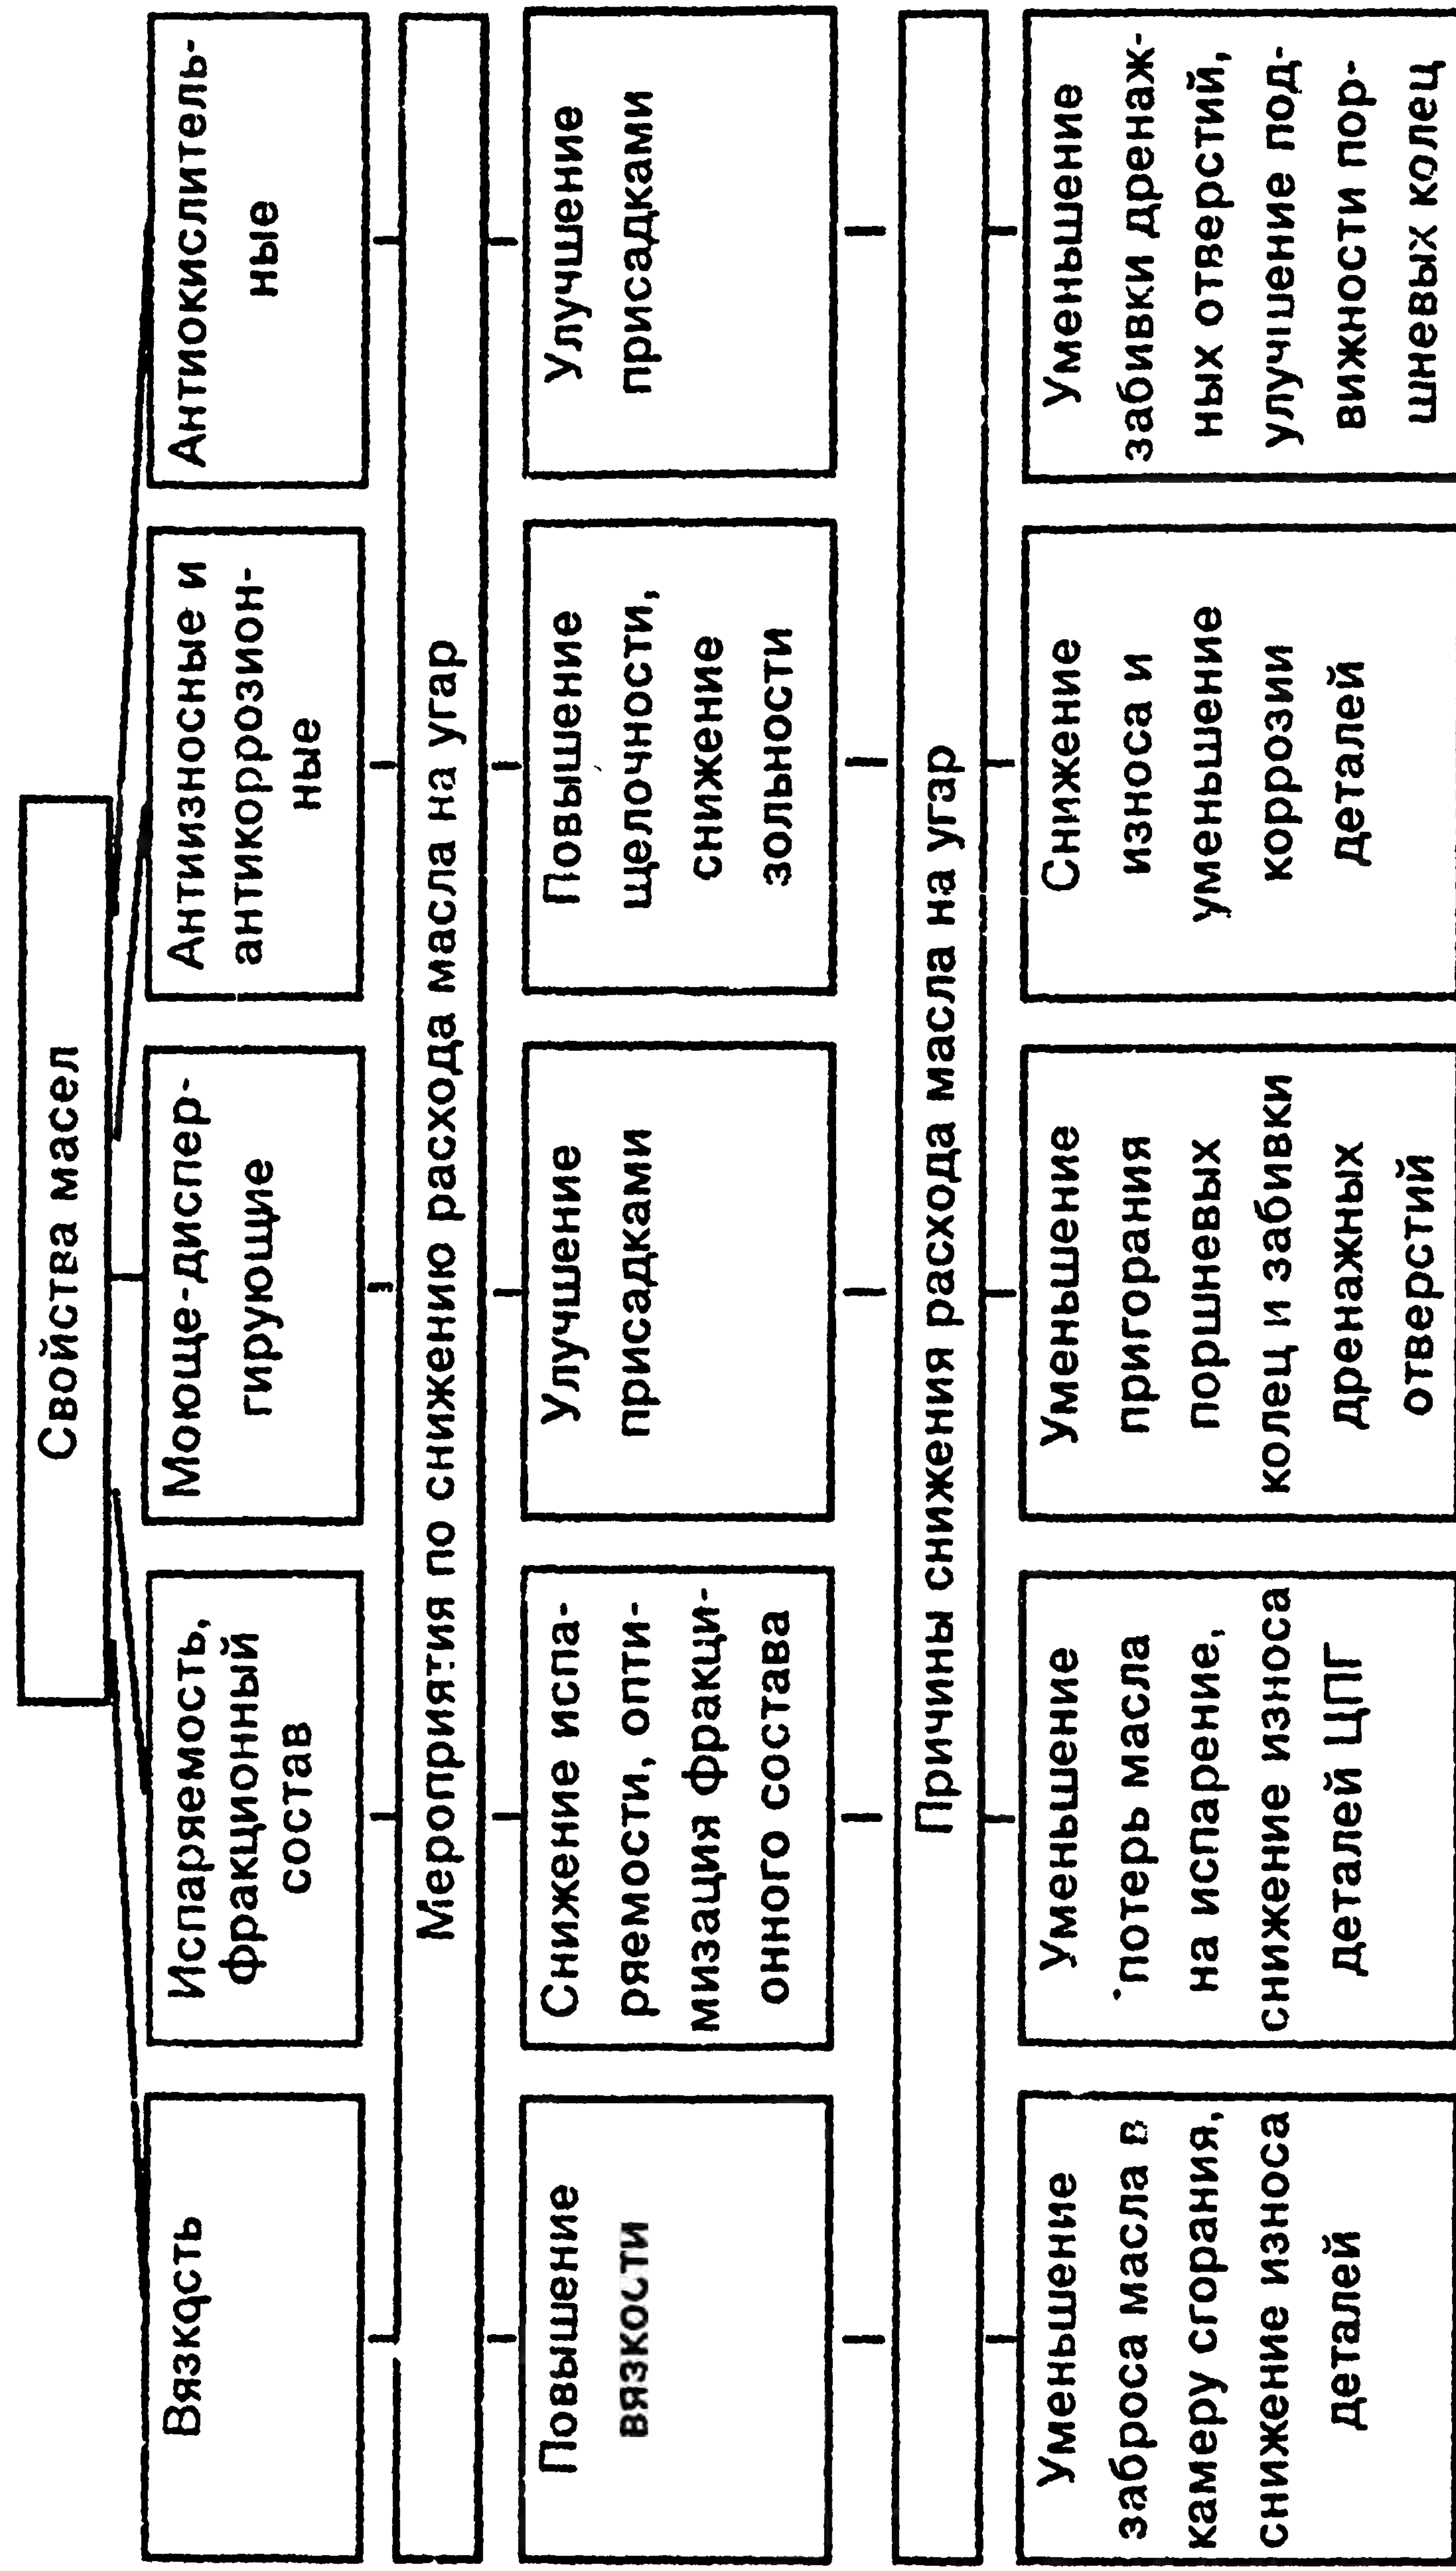 Свойства масел
Вязкость
Испаряемость,
фракционный
состав
Моюще-диспер-
гирующие
Антиизносные и
антикоррозион-
ные
Антиокислитель-
ные
Мероприятия по снижению расхода масла на угар
Повышение
вязкости
Снижение испа-
ряемости, опти-
мизация фракци-
онного состава
Улучшение
присадками
Повышение
щелочности,
снижение
зольности
Улучшение
присадками
Причины снижения расхода масла на угар
Уменьшение
заброса масла в
камеру сгорания,
снижение износа
деталей
Уменьшение
потерь масла
на испарение,
снижение износа
деталей ЦПГ
Уменьшение
пригорания
поршневых
колец и забивки
дренажных
отверстий
Снижение
износа и
уменьшение
коррозии
деталей
Уменьшение
забивки дренаж-
ных отверстий,
улучшение под-
вижности пор-
шневых колец